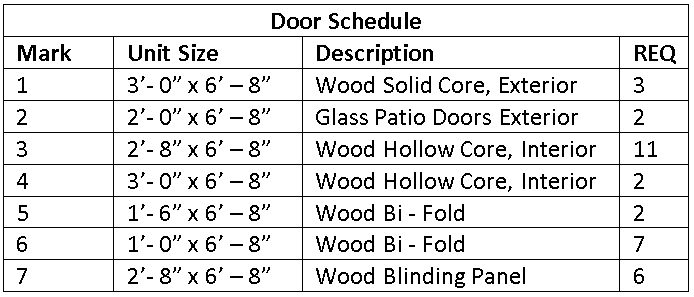 Door Schedule
Mark Unit Size Description REQ
1 3’- 0” x 6’ – 8” Wood Solid Core, Exterior 3
2 2’- 0” x 6’ – 8” Glass Patio Doors Exterior 2
3 2’- 8” x 6’ – 8” Wood Hollow Core, Interior 11
4 3’- 0” x 6’ – 8” Wood Hollow Core, Interior 2
5 1’- 6” x 6’ – 8” Wood Bi - Fold 2
6 1’- 0” x 6’ – 8” Wood Bi - Fold 7
7 2’- 8” x 6’ – 8” Wood Blinding Panel 6